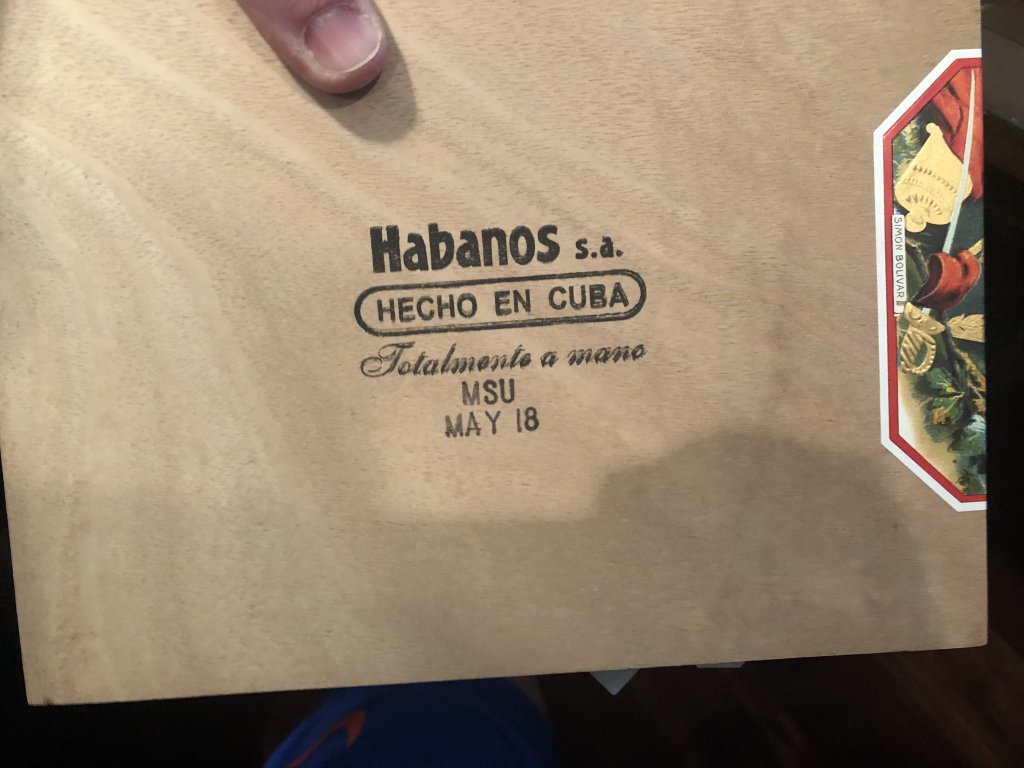 Habanos s.a.
HECHO EN CUBA
Totalmente a mano
MSU
MAY 18
SIMON BOLIVAR